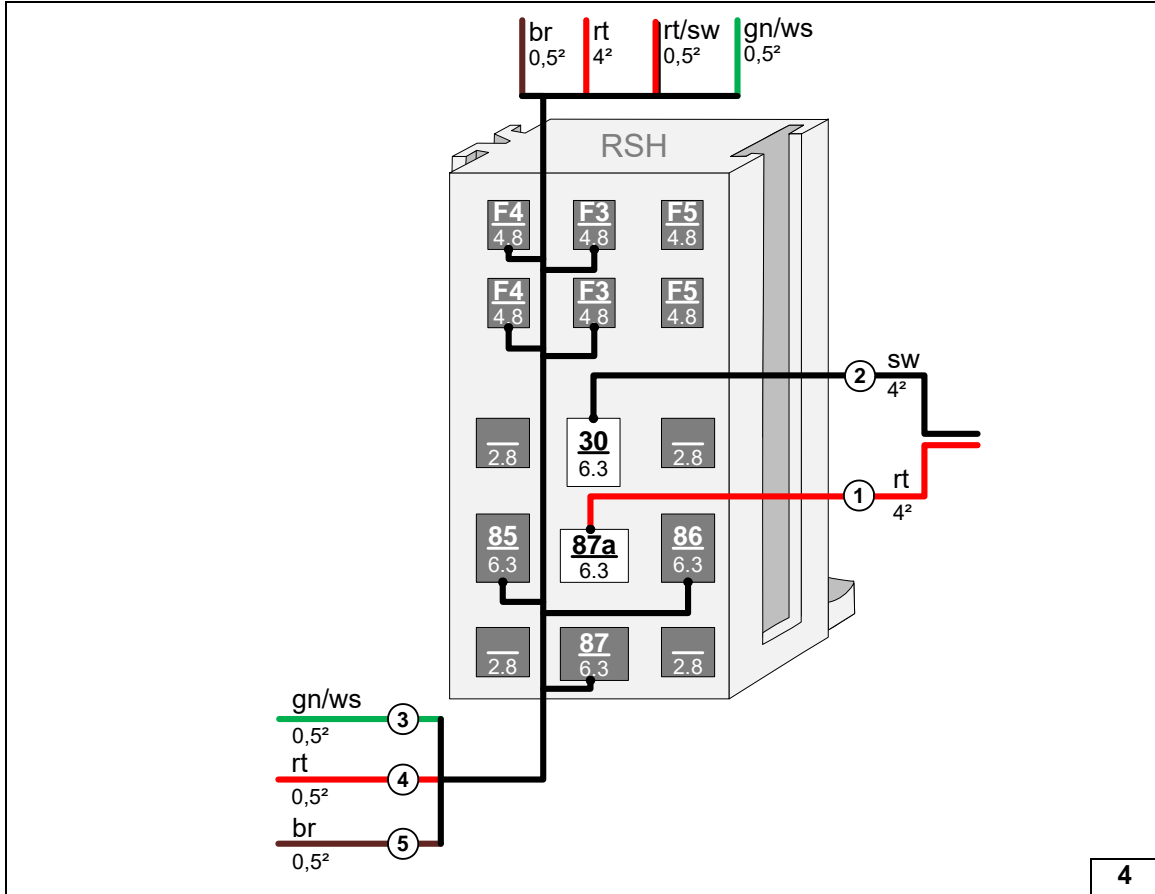 br rt rt/sw gn/ws
0,5² 4² 0,5² 0,5²
RSH
F4 F3 F5
4.8 4.8 4.8
F4 F3 F5
4.8 4.8 4.8
2 sw
4²
30
2.8 6.3 2.8
1 rt
4²
85 87a 86
6.3 6.3 6.3
87
2.8 6.3 2.8
gn/ws 3
0,5²
rt 4
0,5²
br 5
0,5²
4